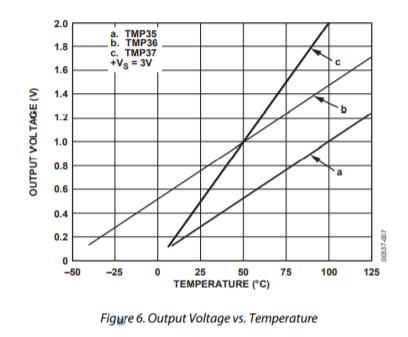 2.0
1.8
1.6
1.4
1.2
1.0
0.8
0.6
0.4
0.2
0
OUTPUT VOLTAGE (V)
a. TMP35
b. TMP36
c. TMP37
+VS = 3V
c
b
a
–50 –25 0 25 50 75 100 125
TEMPERATURE (°C)
00337-007
Figure 6. Output Voltage vs. Temperature